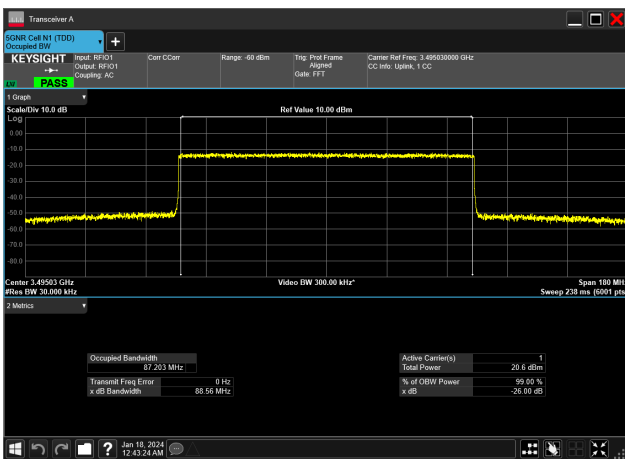 Transceiver A
5GNR Cell N1 (TDD)
Occupied BW
KEYSIGHT
PASS
Input: RFIO1
Output: RFIO1
Coupling: AC
Corr CCorr
Range: -60 dBm
Trig: Prot Frame
Aligned
Gate: FFT
Carrier Ref Freq: 3.495030000 GHz
CC Info: Uplink, 1 CC
1 Graph
Scale/Div 10.0 dB
Ref Value 10.00 dBm
Log
0.00
-10.0
-20.0
-30.0
-40.0
-50.0
-60.0
-70.0
-80.0
Center 3.49503 GHz
Video BW 300.00 kHz*
Span 180 MHz
#Res BW 30.000 kHz
Sweep 238 ms (6001 pts
2 Metrics
Occupied Bandwidth
87.203 MHz
Transmit Freq Error 0 Hz
x dB Bandwidth 88.56 MHz
Active Carrier(s) 1
Total Power 20.6 dBm
% of OBW Power 99.00 %
x dB -26.00 dB
Jan 18, 2024
12:43:24 AM